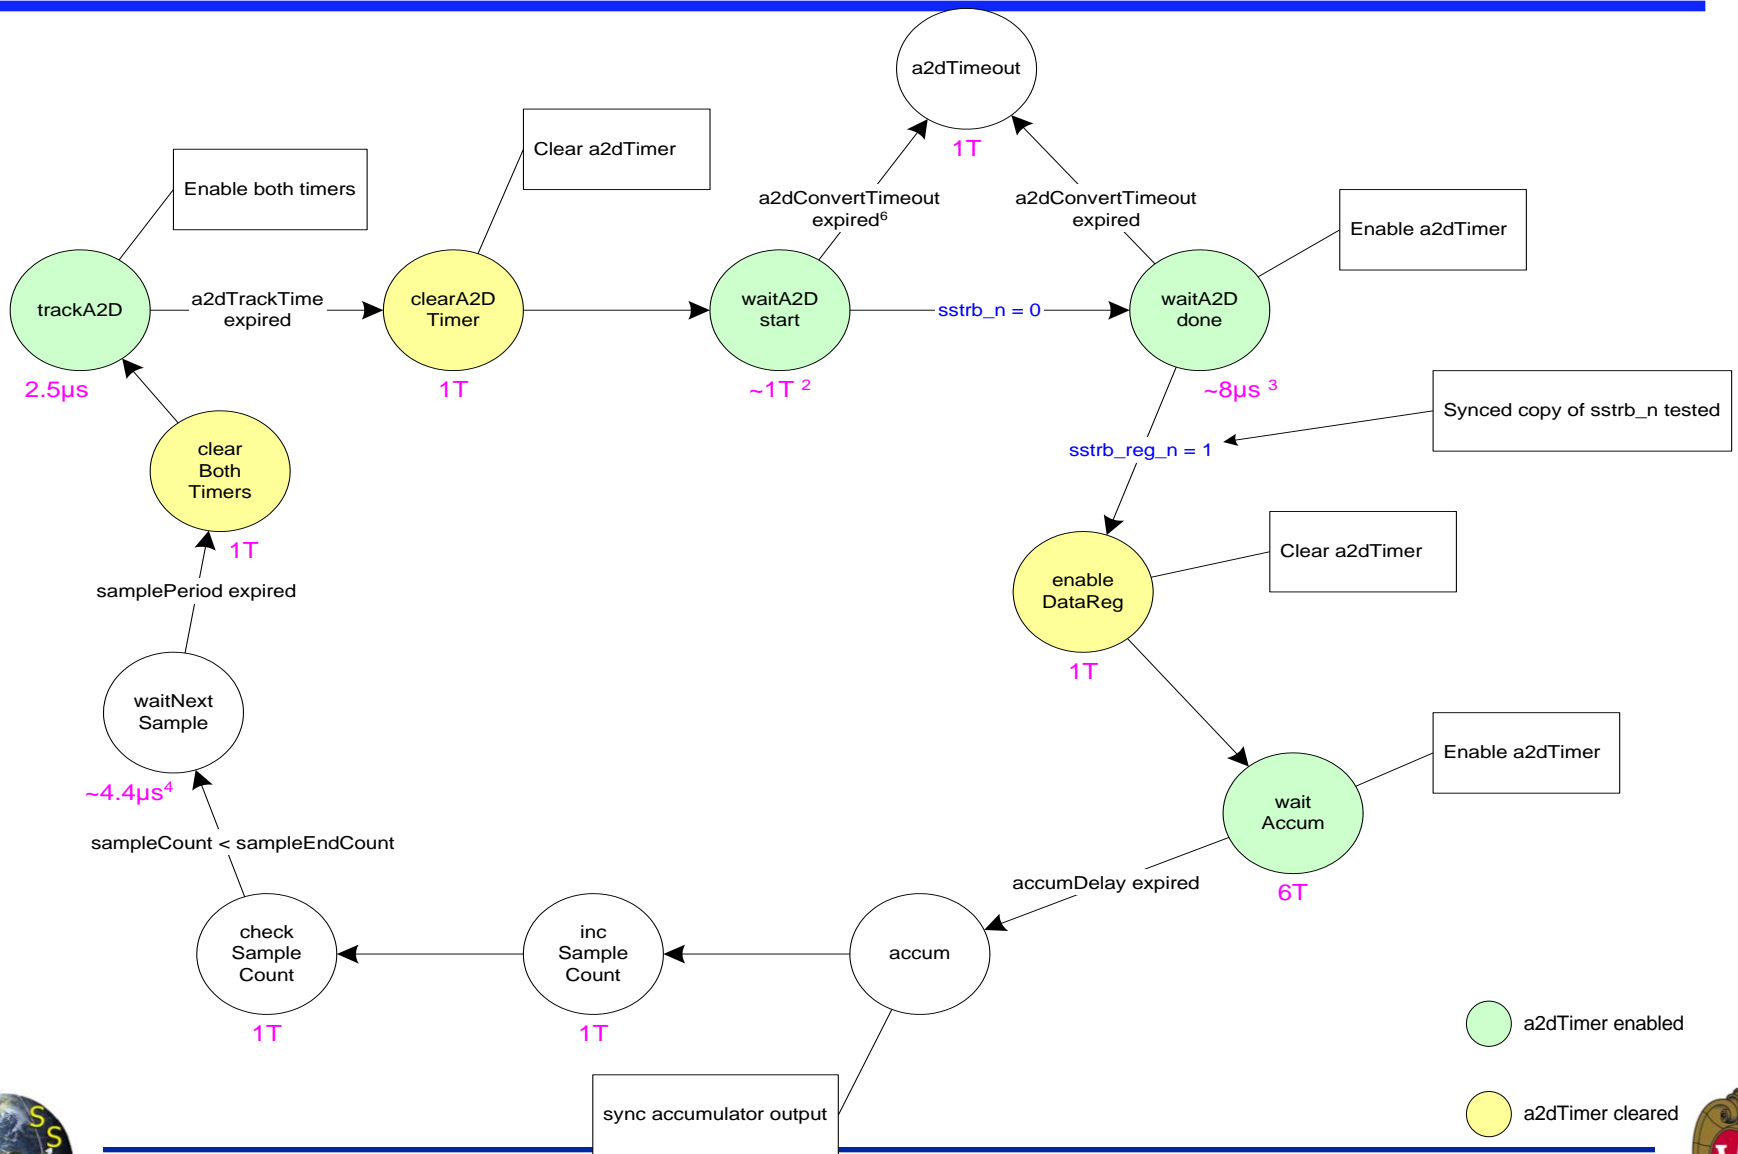 a2dTimeout
1T
Clear a2dTimer
Enable both timers
a2dConvertTimeout
expired⁶
a2dConvertTimeout
expired
Enable a2dTimer
trackA2D
2.5µs
a2dTrackTime
expired
clearA2D
Timer
1T
waitA2D
start
~1T ²
sstrb_n = 0
waitA2D
done
~8µs ³
Synced copy of sstrb_n tested
sstrb_reg_n = 1
clear
Both
Timers
1T
Clear a2dTimer
enable
DataReg
1T
samplePeriod expired
waitNext
Sample
~4.4µs⁴
Enable a2dTimer
wait
Accum
6T
sampleCount < sampleEndCount
accumDelay expired
check
Sample
Count
1T
inc
Sample
Count
1T
accum
sync accumulator output
a2dTimer enabled
a2dTimer cleared
S
S